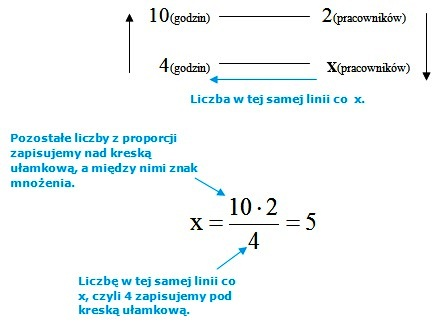 10(godzin) 2(pracowników)
4(godzin) x(pracowników)
Liczba w tej samej linii co x.
Pozostałe liczby z proporcji
zapisujemy nad kreską
ułamkową, a między nimi znak
mnożenia.
x = (10 · 2)/4 = 5
Liczbę w tej samej linii co
x, czyli 4 zapisujemy pod
kreską ułamkową.